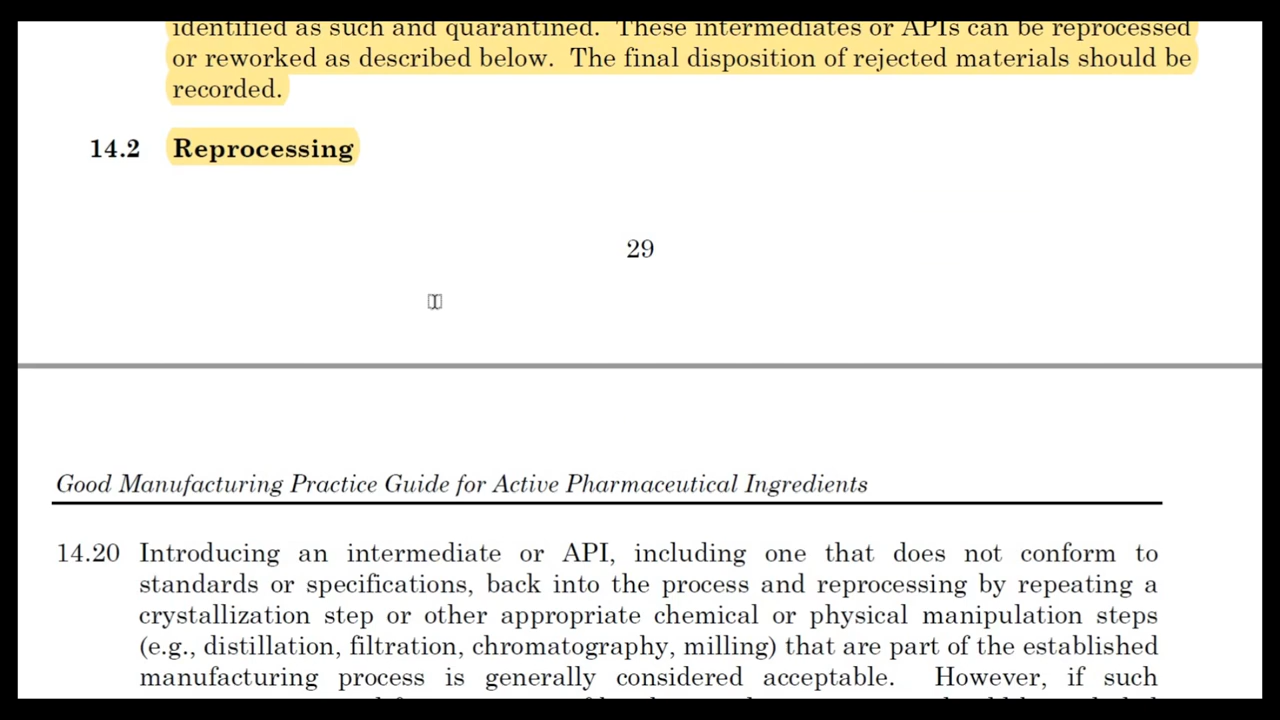 identified as such and quarantined. These intermediates or APIs can be reprocessed
or reworked as described below. The final disposition of rejected materials should be
recorded.
14.2 Reprocessing
29
Good Manufacturing Practice Guide for Active Pharmaceutical Ingredients
14.20 Introducing an intermediate or API, including one that does not conform to
standards or specifications, back into the process and reprocessing by repeating a
crystallization step or other appropriate chemical or physical manipulation steps
(e.g., distillation, filtration, chromatography, milling) that are part of the established
manufacturing process is generally considered acceptable. However, if such